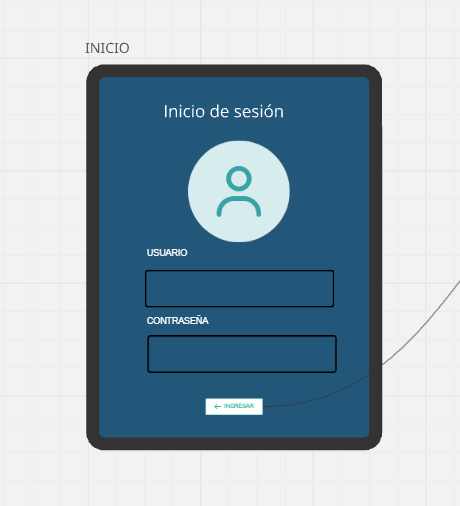 INICIO
Inicio de sesión
USUARIO
CONTRASEÑA
INGRESAR